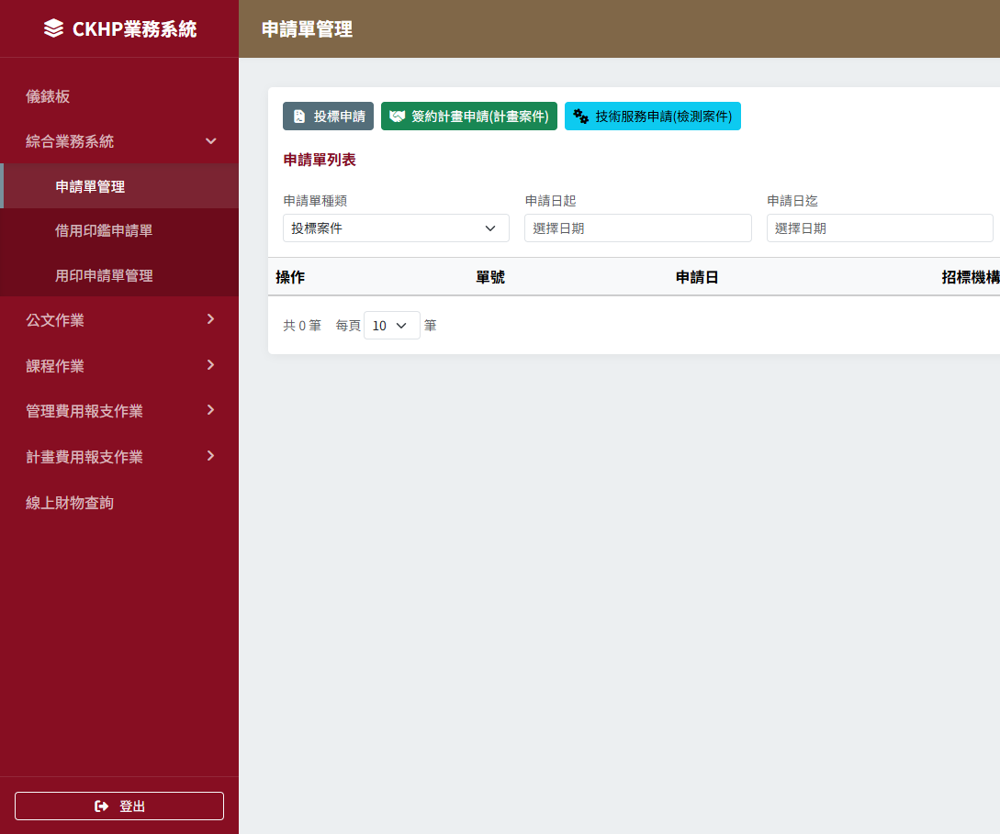 CKHP業務系統
儀錶板
綜合業務系統
申請單管理
借用印鑑申請單
用印申請單管理
公文作業
課程作業
管理費用報支作業
計畫費用報支作業
線上財物查詢
登出
申請單管理
投標申請 簽約計畫申請(計畫案件) 技術服務申請(檢測案件)
申請單列表
申請單種類 申請日起 申請日迄
投標案件 選擇日期 選擇日期
操作 單號 申請日 招標機構
共 0 筆 每頁 10 筆